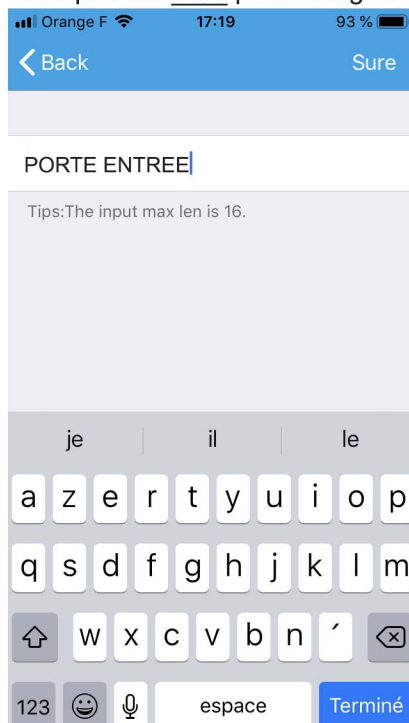 Orange F 17:19 93 %
Back Sure
PORTE ENTREE
Tips:The input max len is 16.
je il le
a z e r t y u i o p
q s d f g h j k l m
w x c v b n ´
123 espace Terminé